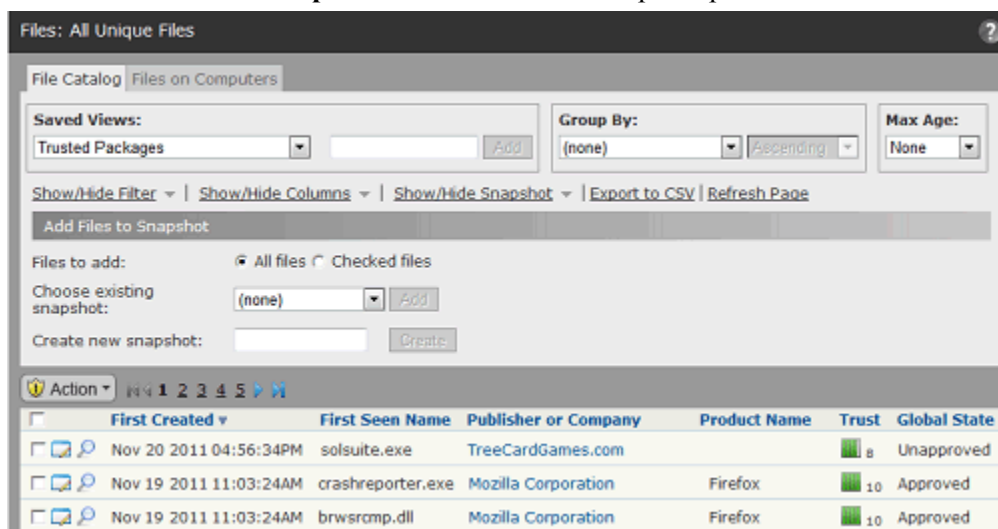 Files: All Unique Files
?
File Catalog Files on Computers
Saved Views: Group By: Max Age:
Trusted Packages Add (none) Ascending None
Show/Hide Filter | Show/Hide Columns | Show/Hide Snapshot | Export to CSV | Refresh Page
Add Files to Snapshot
Files to add: All files Checked files
Choose existing
snapshot: (none) Add
Create new snapshot: Create
Action 1 2 3 4 5
First Created First Seen Name Publisher or Company Product Name Trust Global State
Nov 20 2011 04:56:34PM solsuite.exe TreeCardGames.com 8 Unapproved
Nov 19 2011 11:03:24AM crashreporter.exe Mozilla Corporation Firefox 10 Approved
Nov 19 2011 11:03:24AM brwsrcmp.dll Mozilla Corporation Firefox 10 Approved